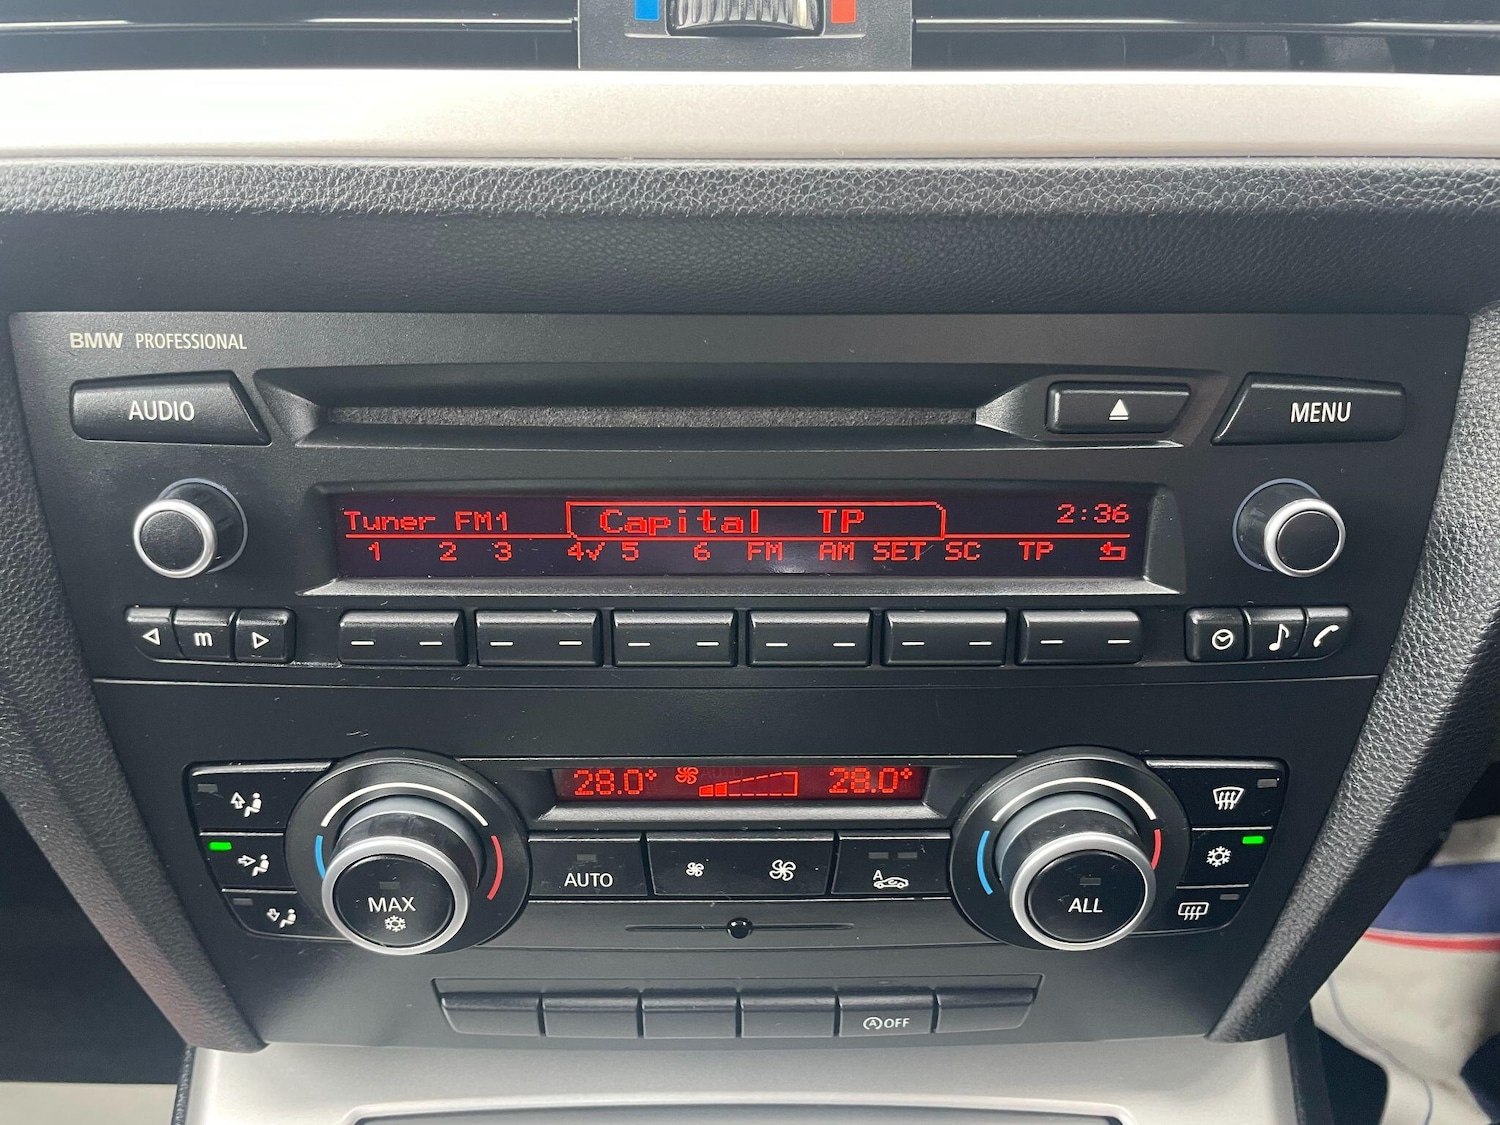 BMW PROFESSIONAL
AUDIO
MENU
Tuner FM1 Capital TP 2:36
1 2 3 4√ 5 6 FM AM SET SC TP
m
28.0° 28.0°
AUTO
A
MAX
ALL
A OFF